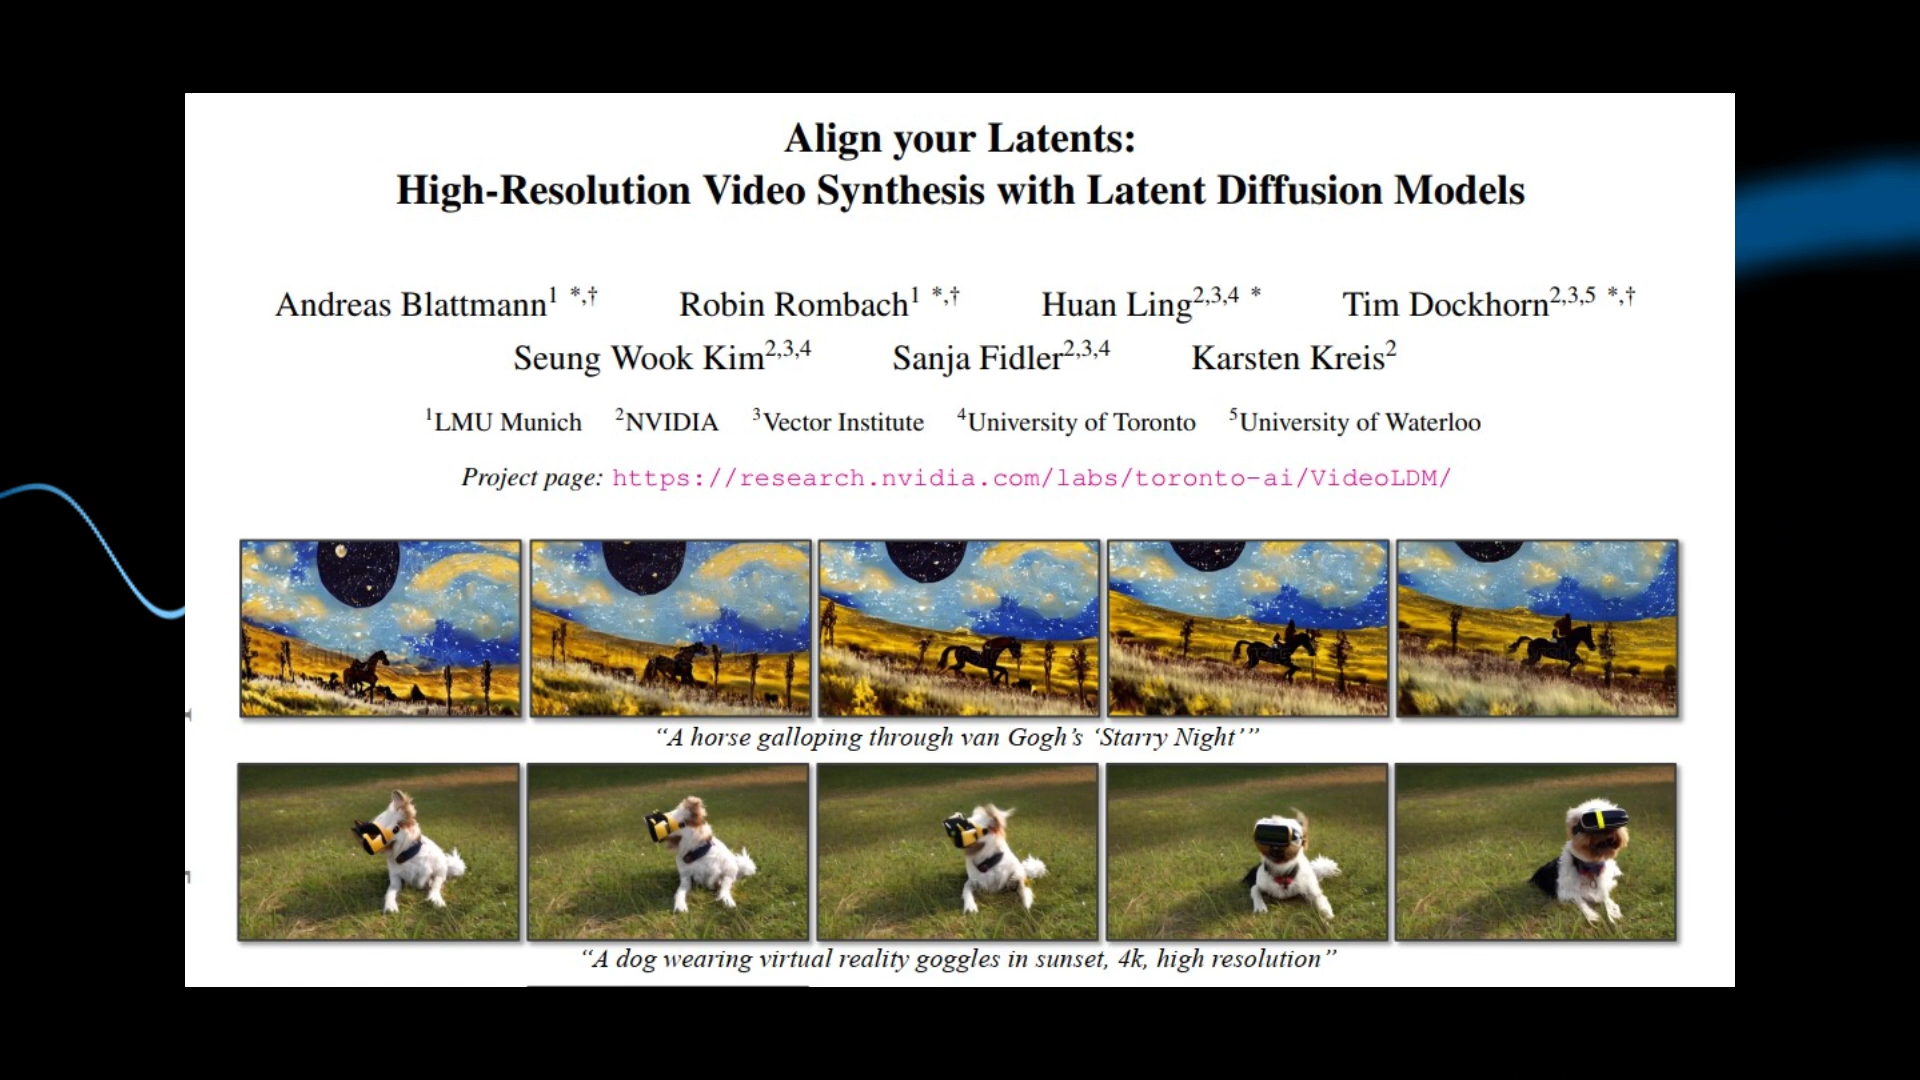 Align your Latents:
High-Resolution Video Synthesis with Latent Diffusion Models
Andreas Blattmann¹ *,† Robin Rombach¹ *,† Huan Ling²,³,⁴ * Tim Dockhorn²,³,⁵ *,†
Seung Wook Kim²,³,⁴ Sanja Fidler²,³,⁴ Karsten Kreis²
¹LMU Munich ²NVIDIA ³Vector Institute ⁴University of Toronto ⁵University of Waterloo
Project page: https://research.nvidia.com/labs/toronto-ai/VideoLDM/
“A horse galloping through van Gogh’s ‘Starry Night’”
“A dog wearing virtual reality goggles in sunset, 4k, high resolution”